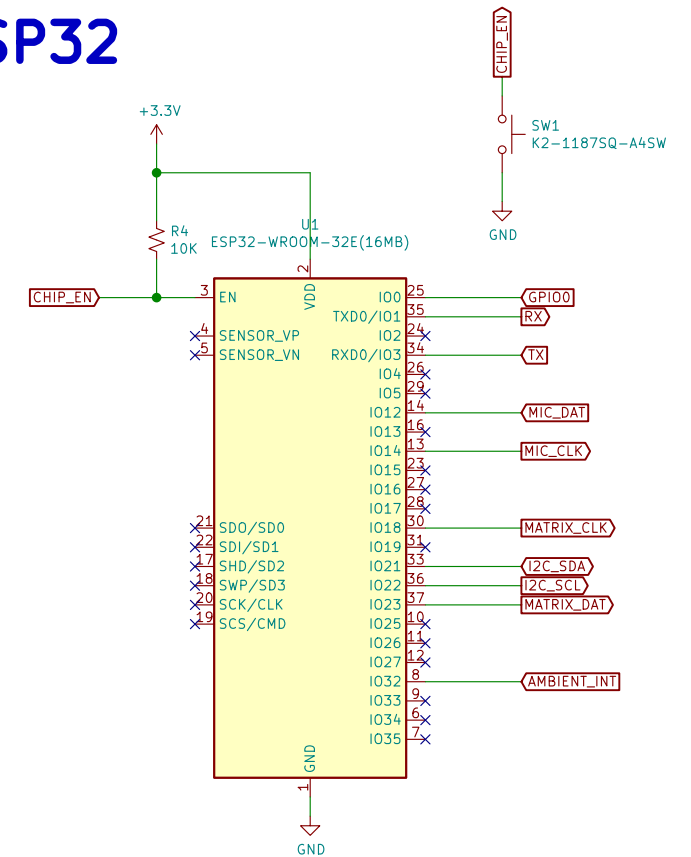 SP32
CHIP_EN
+3.3V
SW1
K2-1187SQ-A4SW
R4
10K
U1
ESP32-WROOM-32E(16MB)
GND
2
VDD
CHIP_EN
3 EN
IO0 25 GPIO0
TXD0/IO1 35 RX
4 SENSOR_VP
IO2 24
5 SENSOR_VN
RXD0/IO3 34 TX
IO4 26
IO5 29
IO12 14 MIC_DAT
IO13 16
IO14 13 MIC_CLK
IO15 23
IO16 27
IO17 28
21 SDO/SD0
IO18 30 MATRIX_CLK
22 SDI/SD1
IO19 31
17 SHD/SD2
IO21 33 I2C_SDA
18 SWP/SD3
IO22 36 I2C_SCL
20 SCK/CLK
IO23 37 MATRIX_DAT
19 SCS/CMD
IO25 10
IO26 11
IO27 12
IO32 8 AMBIENT_INT
IO33 9
IO34 6
IO35 7
GND
1
GND